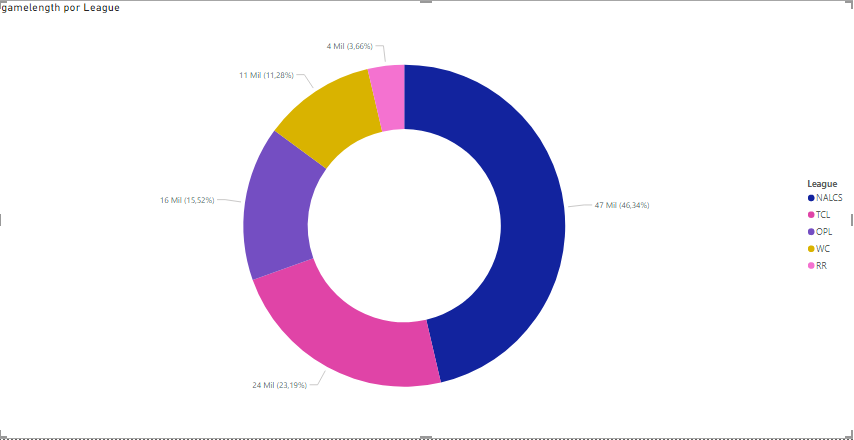 gamelength por League
4 Mil (3,66%)
11 Mil (11,28%)
16 Mil (15,52%)
47 Mil (46,34%)
24 Mil (23,19%)
League
NALCS
TCL
OPL
WC
RR